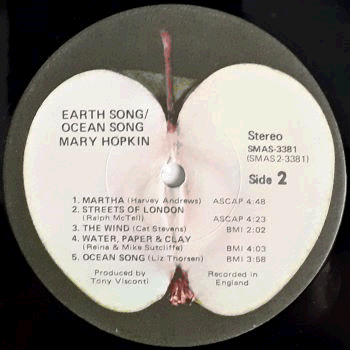 EARTH SONG/
OCEAN SONG
MARY HOPKIN
Stereo
SMAS-3381
(SMAS 2-3381)
Side 2
1. MARTHA (Harvey Andrews) ASCAP 4:48
2. STREETS OF LONDON
(Ralph McTell) ASCAP 4:23
3. THE WIND (Cat Stevens) BMI 2:02
4. WATER, PAPER & CLAY
(Reina & Mike Sutcliffe) BMI 4:03
5. OCEAN SONG (Liz Thorsen) BMI 3:58
Produced by
Tony Visconti
Recorded in
England